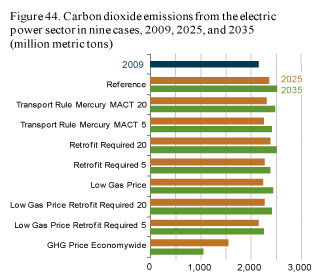 Figure 44. Carbon dioxide emissions from the electric
power sector in nine cases, 2009, 2025, and 2035
(million metric tons)
2009
Reference
2025
2035
Transport Rule Mercury MACT 20
Transport Rule Mercury MACT 5
Retrofit Required 20
Retrofit Required 5
Low Gas Price
Low Gas Price Retrofit Required 20
Low Gas Price Retrofit Required 5
GHG Price Economywide
0 1,000 2,000 3,000